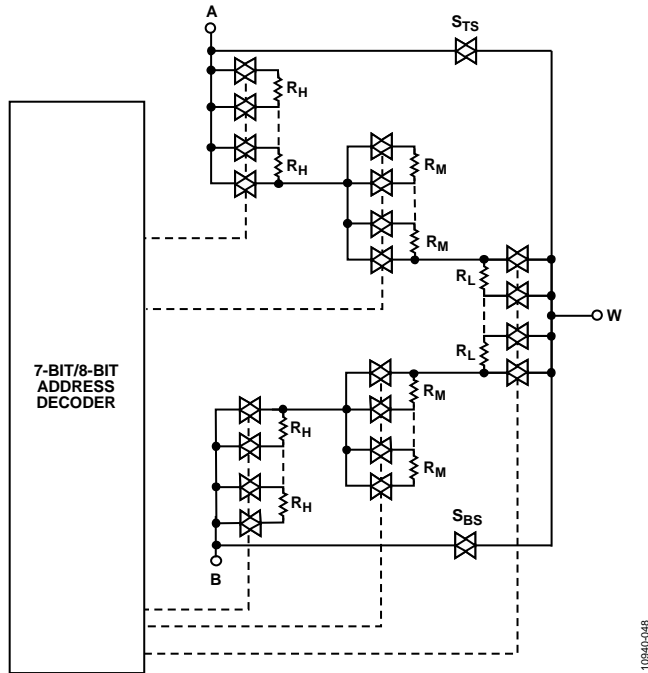 A
S_TS
R_H
R_H
R_M
R_M
R_L
W
R_L
7-BIT/8-BIT
ADDRESS
DECODER
R_M
R_H
R_M
R_H
S_BS
B
10940-048